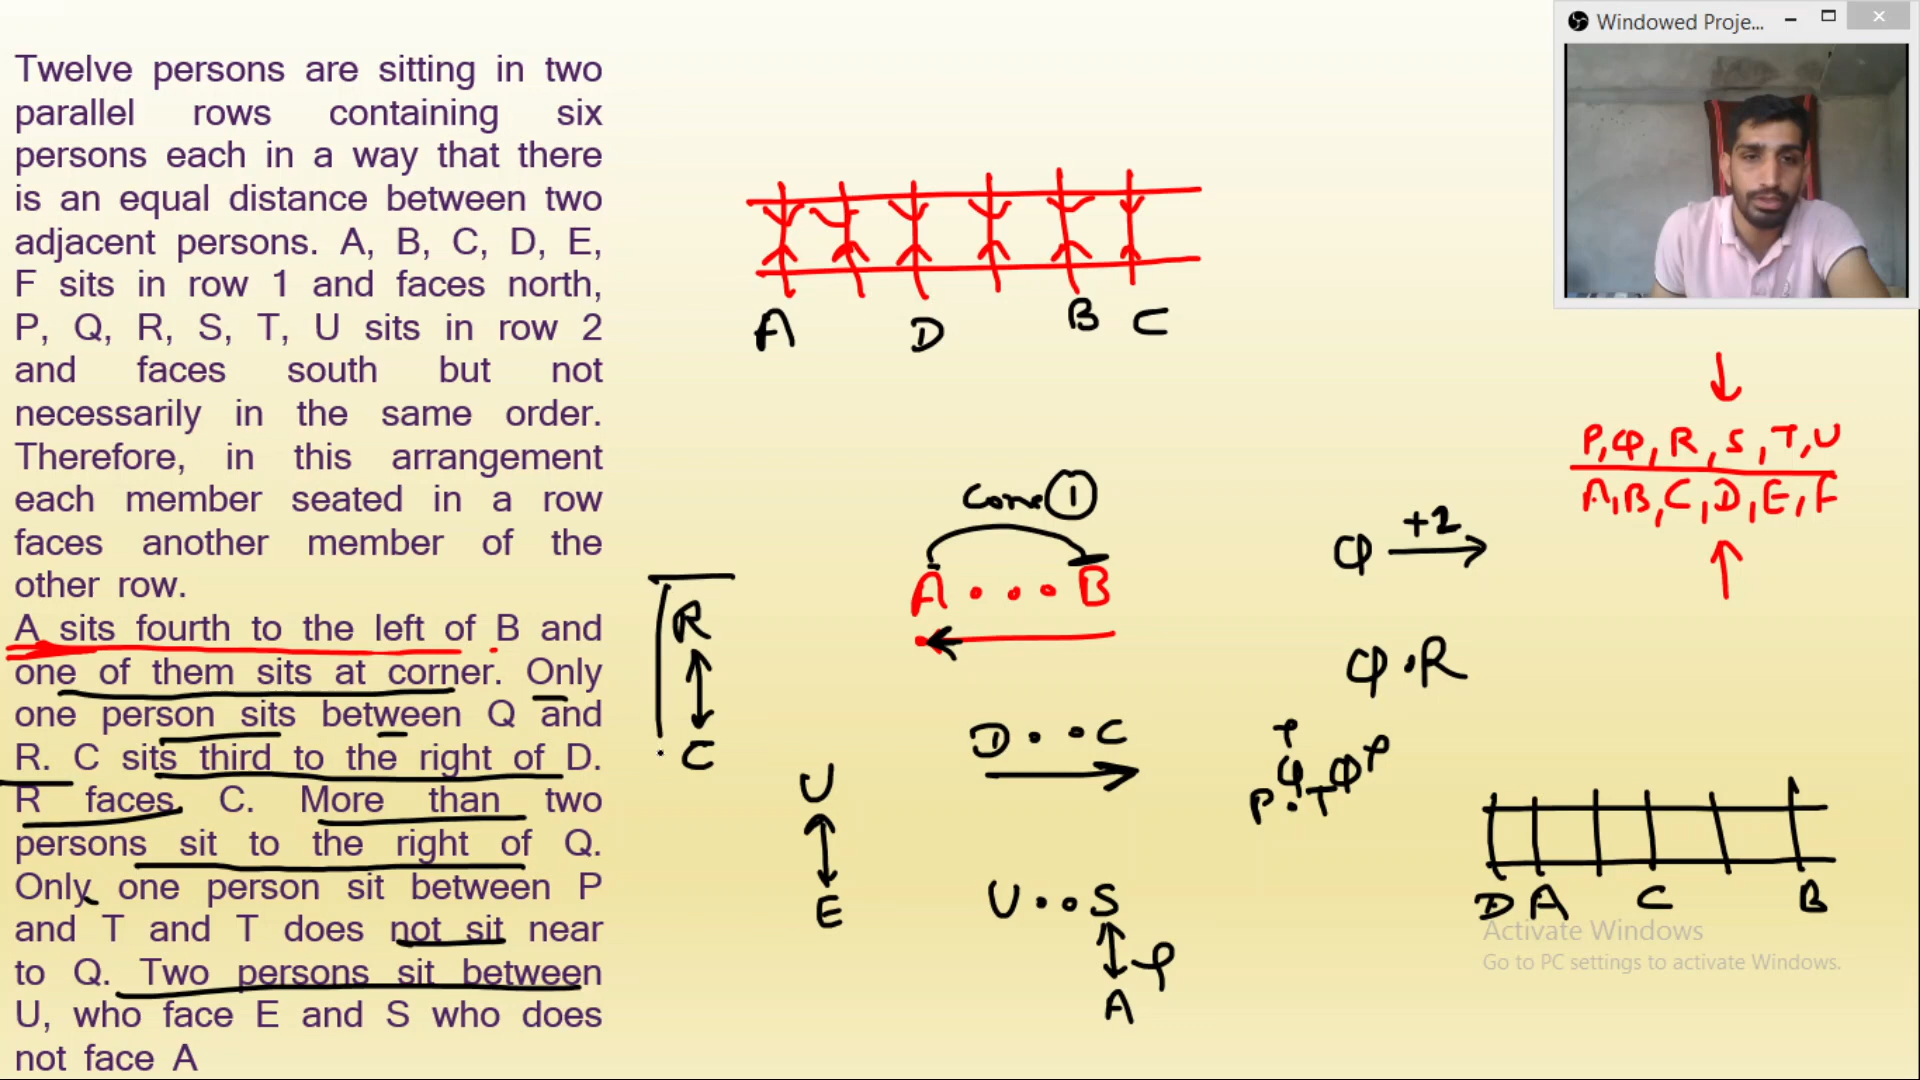 Windowed Proje...
Twelve persons are sitting in two
parallel rows containing six
persons each in a way that there
is an equal distance between two
adjacent persons. A, B, C, D, E,
F sits in row 1 and faces north,
P, Q, R, S, T, U sits in row 2
and faces south but not
necessarily in the same order.
Therefore, in this arrangement
each member seated in a row
faces another member of the
other row.
A sits fourth to the left of B and
one of them sits at corner. Only
one person sits between Q and
R. C sits third to the right of D.
R faces C. More than two
persons sit to the right of Q.
Only one person sit between P
and T and T does not sit near
to Q. Two persons sit between
U, who face E and S who does
not face A
A D B C
P, Q, R, S, T, U
A, B, C, D, E, F
1
A . . . B
Q +2
R
C
Q . R
D . . C
P . T
U
E
U . . S
A
D A C B
Activate Windows
Go to PC settings to activate Windows.